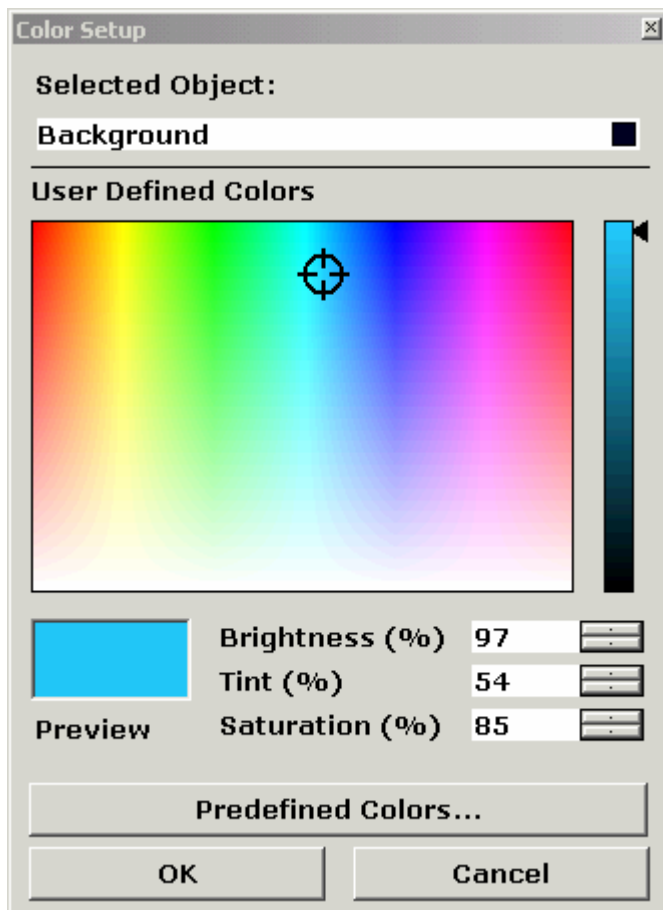 Color Setup
Selected Object:
Background
User Defined Colors
Brightness (%) 97
Tint (%) 54
Preview
Saturation (%) 85
Predefined Colors...
OK Cancel